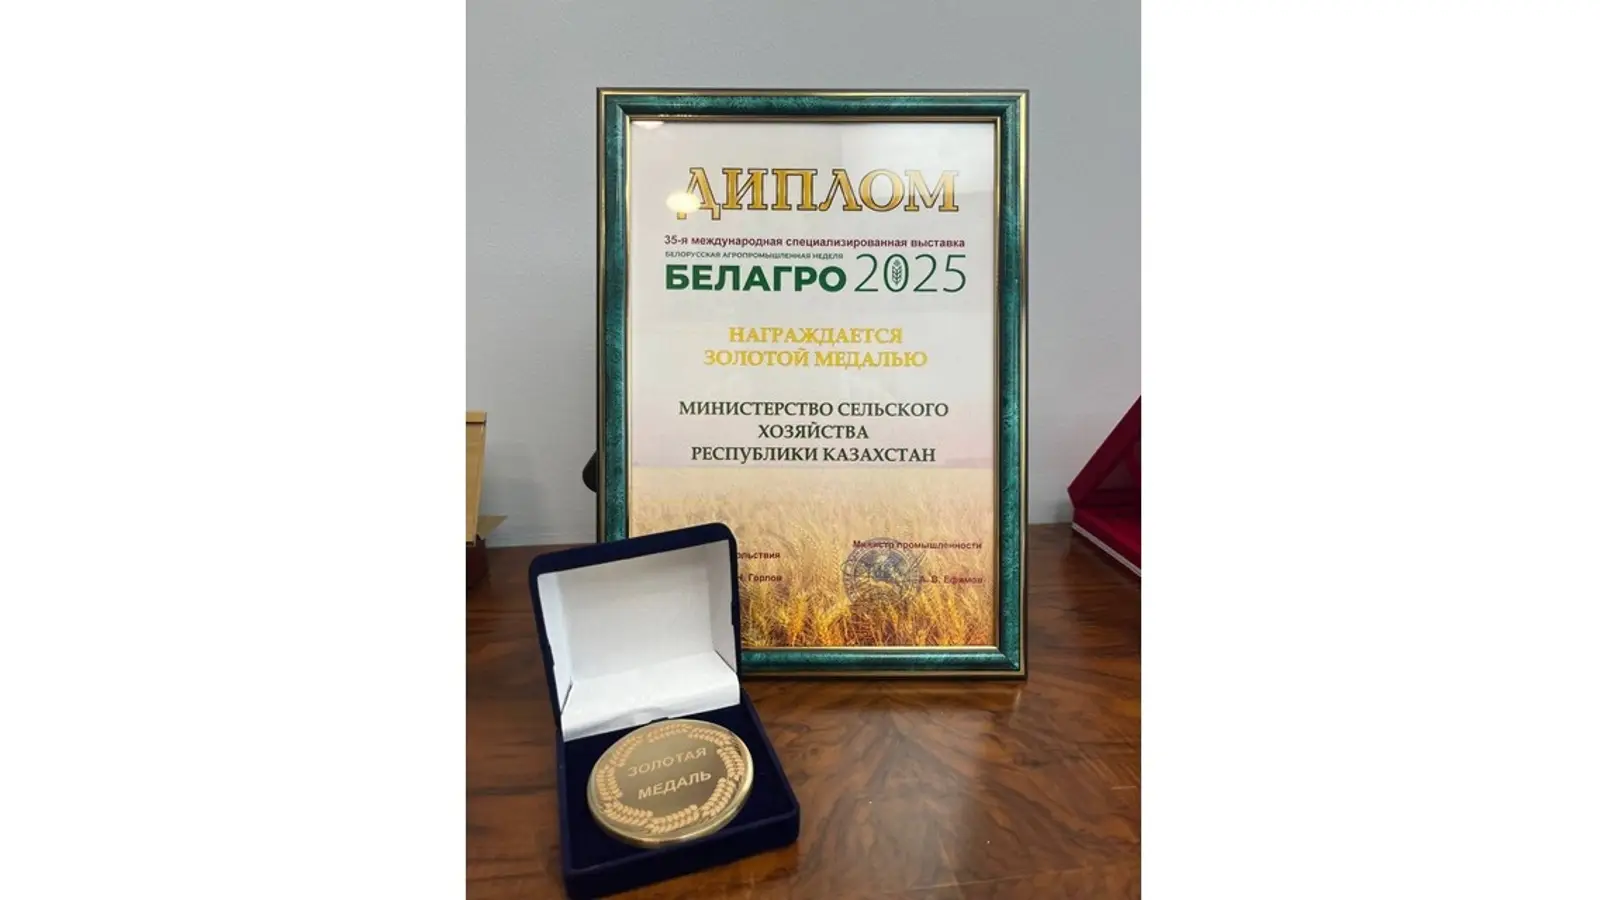 ДИПЛОМ
35-я международная специализированная выставка
БЕЛОРУССКАЯ АГРОПРОМЫШЛЕННАЯ НЕДЕЛЯ
БЕЛАГРО 2025
НАГРАЖДАЕТСЯ
ЗОЛОТОЙ МЕДАЛЬЮ
МИНИСТЕРСТВО СЕЛЬСКОГО
ХОЗЯЙСТВА
РЕСПУБЛИКИ КАЗАХСТАН
Министр промышленности
А. В. Ефимов
Горлов
ЗОЛОТАЯ
МЕДАЛЬ